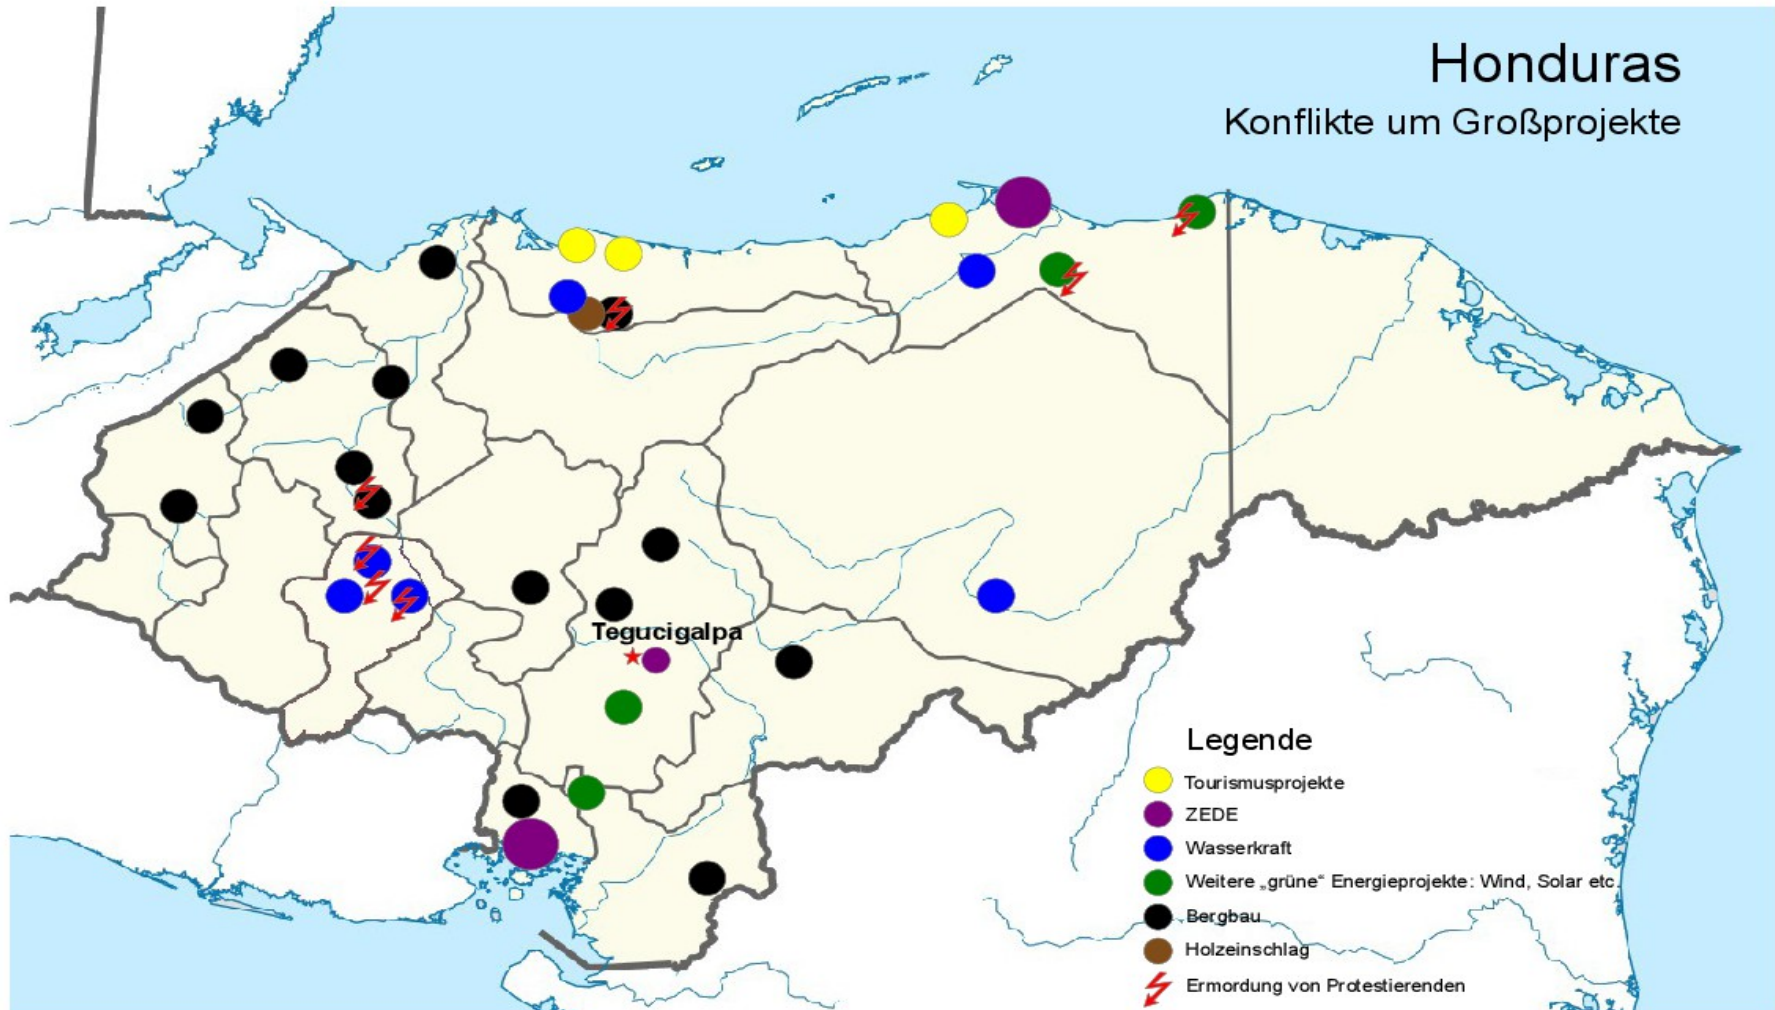 Honduras
Konflikte um Großprojekte
Tegucigalpa
Legende
Tourismusprojekte
ZEDE
Wasserkraft
Weitere „grüne“ Energieprojekte: Wind, Solar etc.
Bergbau
Holzeinschlag
Ermordung von Protestierenden